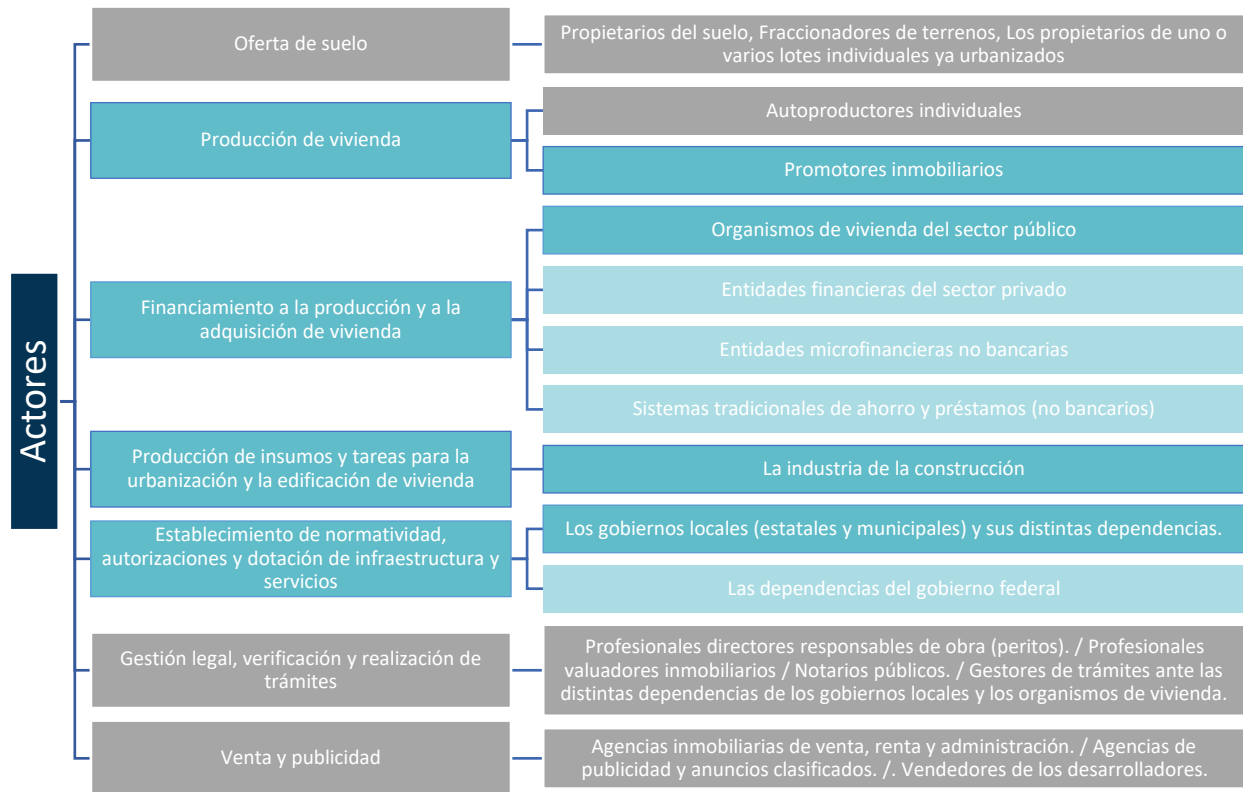 Actores
Oferta de suelo
Propietarios del suelo, Fraccionadores de terrenos, Los propietarios de uno o
varios lotes individuales ya urbanizados
Producción de vivienda
Autoproductores individuales
Promotores inmobiliarios
Financiamiento a la producción y a la
adquisición de vivienda
Organismos de vivienda del sector público
Entidades financieras del sector privado
Entidades microfinancieras no bancarias
Sistemas tradicionales de ahorro y préstamos (no bancarios)
Producción de insumos y tareas para la
urbanización y la edificación de vivienda
La industria de la construcción
Establecimiento de normatividad,
autorizaciones y dotación de infraestructura y
servicios
Los gobiernos locales (estatales y municipales) y sus distintas dependencias.
Las dependencias del gobierno federal
Gestión legal, verificación y realización de
trámites
Profesionales directores responsables de obra (peritos). / Profesionales
valuadores inmobiliarios / Notarios públicos. / Gestores de trámites ante las
distintas dependencias de los gobiernos locales y los organismos de vivienda.
Venta y publicidad
Agencias inmobiliarias de venta, renta y administración. / Agencias de
publicidad y anuncios clasificados. /. Vendedores de los desarrolladores.